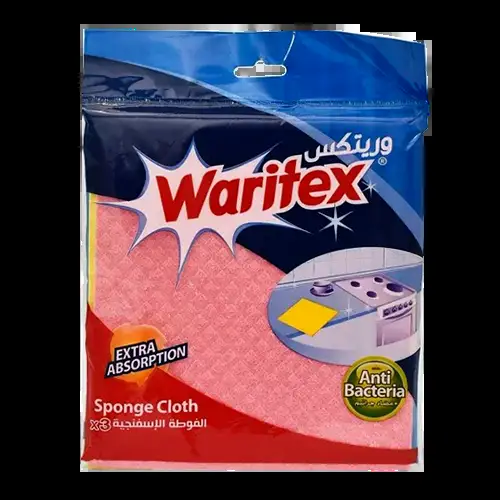 وريتكس
Waritex®
EXTRA
ABSORPTION
Anti
Bacteria
Sponge Cloth
الفوطة الإسفنجية x3